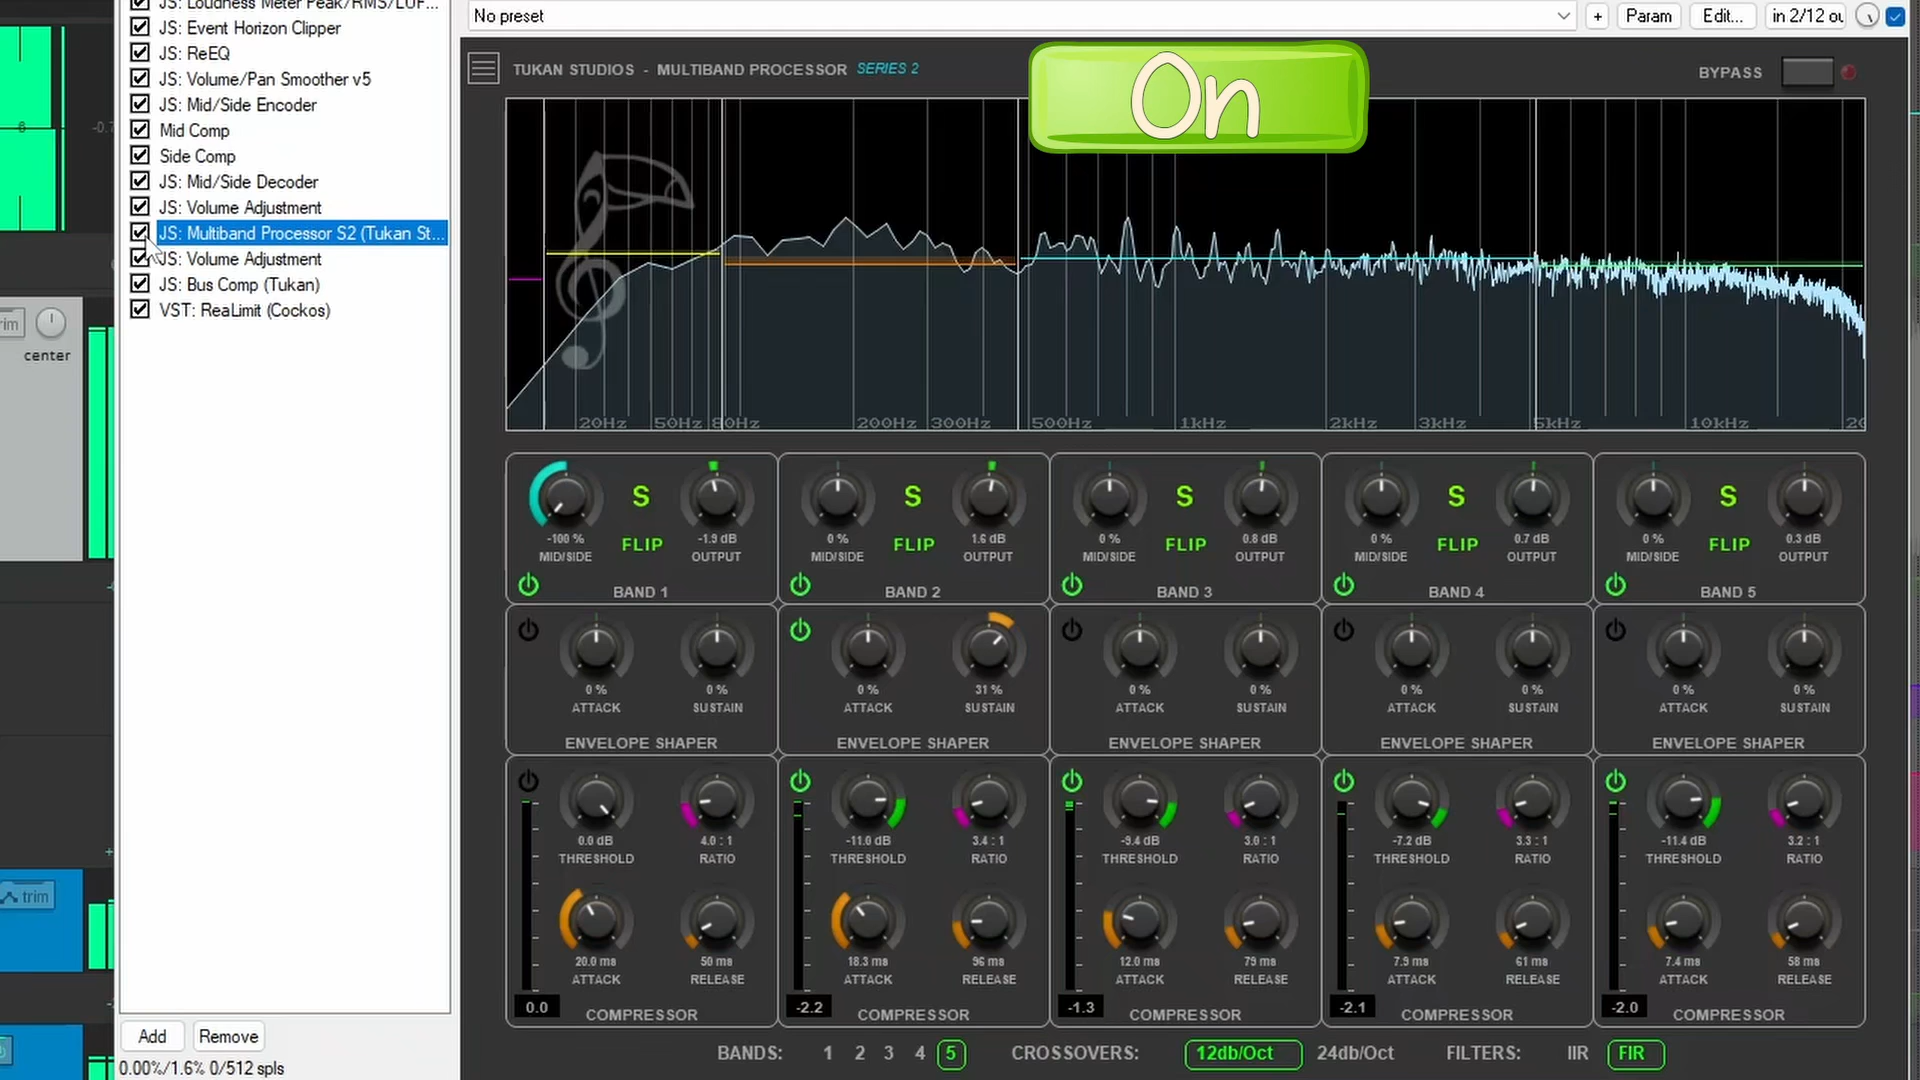 JS: Loudness Meter Peak/RMS/LUF...
JS: Event Horizon Clipper
JS: ReEQ
JS: Volume/Pan Smoother v5
JS: Mid/Side Encoder
Mid Comp
Side Comp
JS: Mid/Side Decoder
JS: Volume Adjustment
JS: Multiband Processor S2 (Tukan St...
JS: Volume Adjustment
JS: Bus Comp (Tukan)
VST: ReaLimit (Cockos)
6
-0.7
rim
center
trim
Add Remove
0.00%/1.6% 0/512 spls
No preset
+ Param Edit... in 2/12 ou
TUKAN STUDIOS - MULTIBAND PROCESSOR SERIES 2
On
BYPASS
20Hz 50Hz 80Hz 200Hz 300Hz 500Hz 1kHz 2kHz 3kHz 5kHz 10kHz 20
S S S S S
-100 % FLIP -1.9 dB 0 % FLIP 1.6 dB 0 % FLIP 0.8 dB 0 % FLIP 0.7 dB 0 % FLIP 0.3 dB
MID/SIDE OUTPUT MID/SIDE OUTPUT MID/SIDE OUTPUT MID/SIDE OUTPUT MID/SIDE OUTPUT
BAND 1 BAND 2 BAND 3 BAND 4 BAND 5
0 % 0 % 0 % 31 % 0 % 0 % 0 % 0 % 0 % 0 %
ATTACK SUSTAIN ATTACK SUSTAIN ATTACK SUSTAIN ATTACK SUSTAIN ATTACK SUSTAIN
ENVELOPE SHAPER ENVELOPE SHAPER ENVELOPE SHAPER ENVELOPE SHAPER ENVELOPE SHAPER
0.0 dB 4.0 : 1 -11.0 dB 3.4 : 1 -9.4 dB 3.0 : 1 -7.2 dB 3.3 : 1 -11.4 dB 3.2 : 1
THRESHOLD RATIO THRESHOLD RATIO THRESHOLD RATIO THRESHOLD RATIO THRESHOLD RATIO
20.0 ms 50 ms 18.3 ms 96 ms 12.0 ms 79 ms 7.9 ms 61 ms 7.4 ms 58 ms
ATTACK RELEASE ATTACK RELEASE ATTACK RELEASE ATTACK RELEASE ATTACK RELEASE
0.0 COMPRESSOR -2.2 COMPRESSOR -1.3 COMPRESSOR -2.1 COMPRESSOR -2.0 COMPRESSOR
BANDS: 1 2 3 4 5 CROSSOVERS: 12db/Oct 24db/Oct FILTERS: IIR FIR